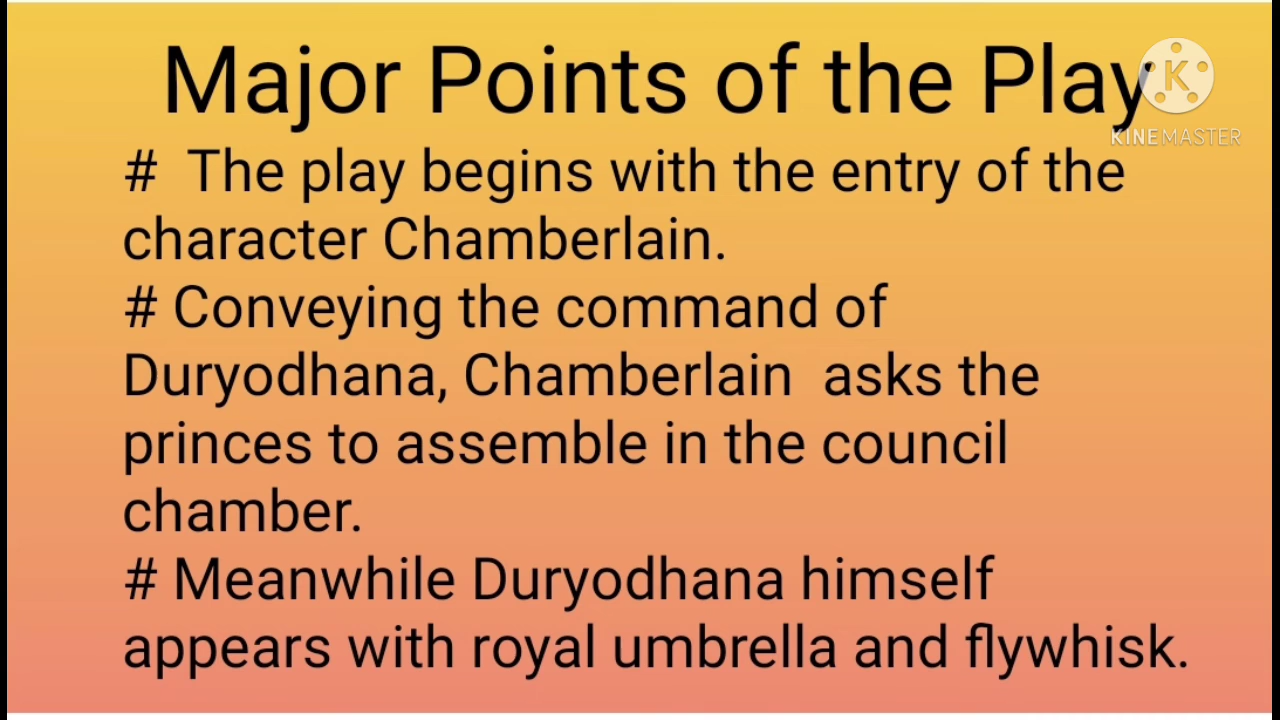 Major Points of the Play
K
KINEMASTER
# The play begins with the entry of the
character Chamberlain.
# Conveying the command of
Duryodhana, Chamberlain asks the
princes to assemble in the council
chamber.
# Meanwhile Duryodhana himself
appears with royal umbrella and flywhisk.